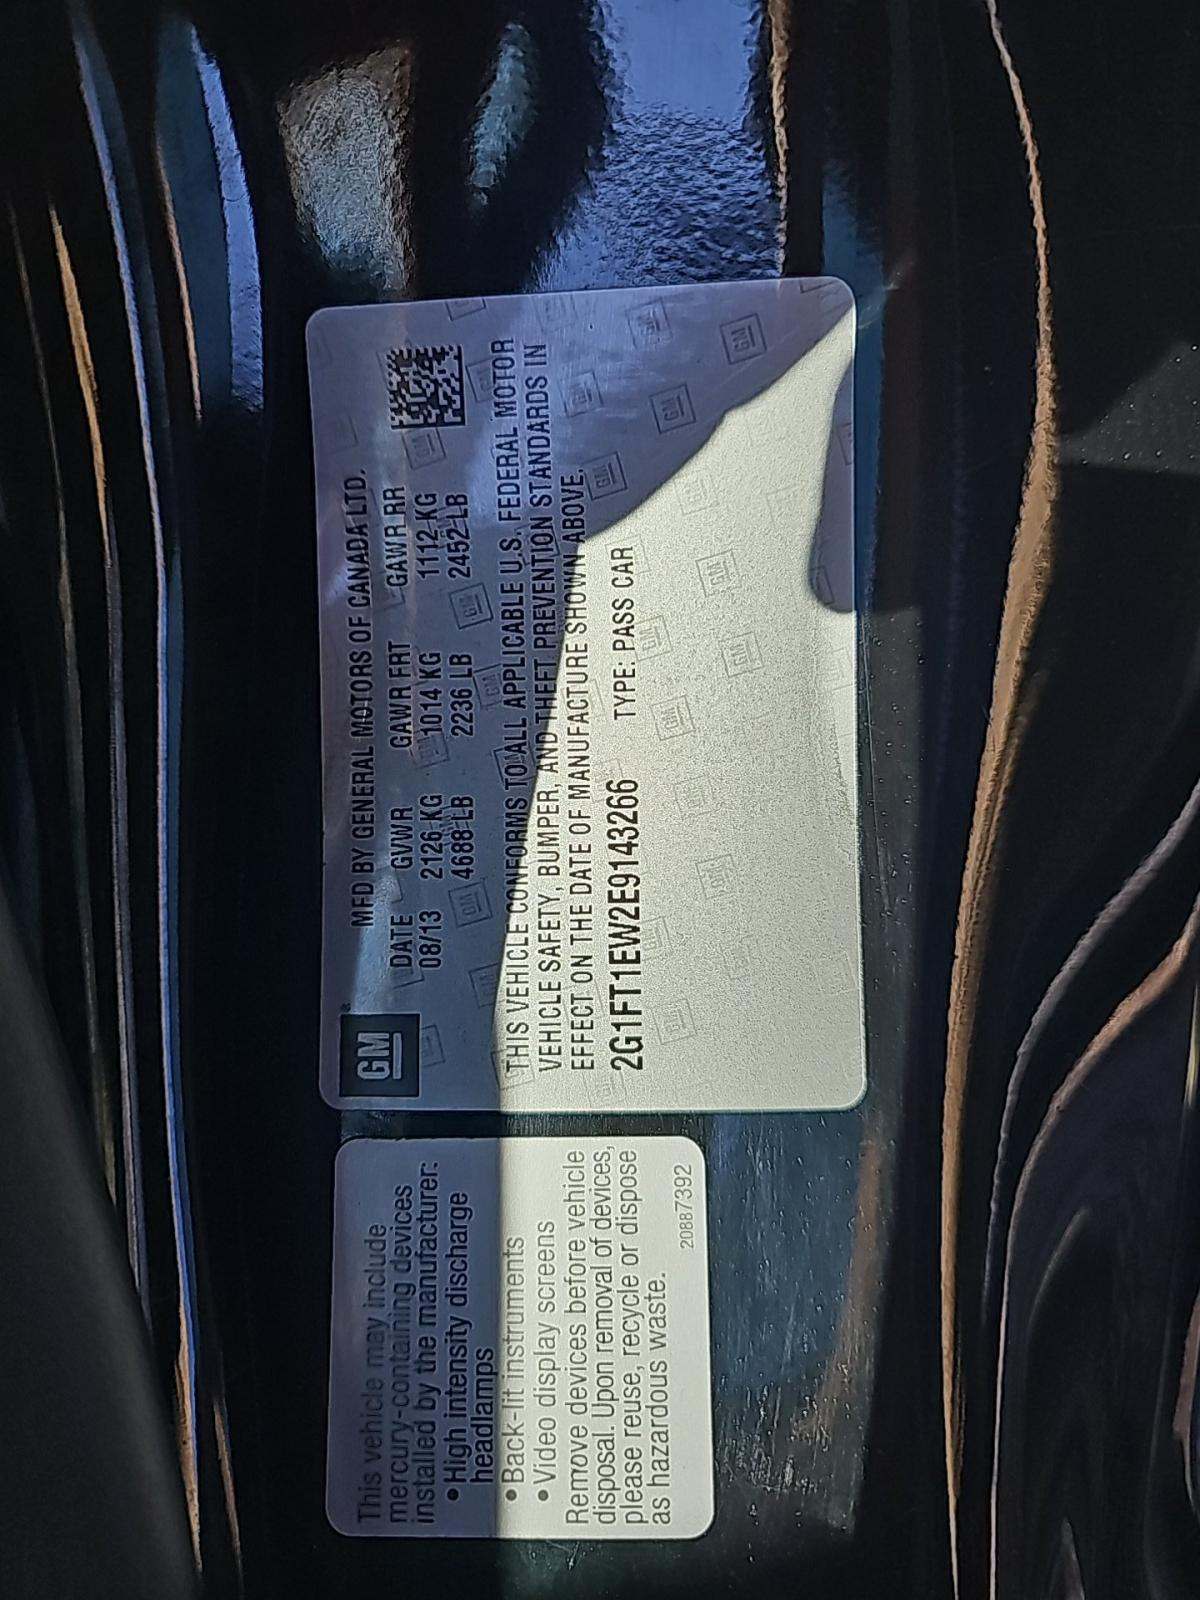 GM
MFD BY GENERAL MOTORS OF CANADA LTD.
DATE GVWR GAWR FRT GAWR RR
08/13 2126 KG 1014 KG 1112 KG
4688 LB 2236 LB 2452 LB
THIS VEHICLE CONFORMS TO ALL APPLICABLE U.S. FEDERAL MOTOR
VEHICLE SAFETY, BUMPER, AND THEFT PREVENTION STANDARDS IN
EFFECT ON THE DATE OF MANUFACTURE SHOWN ABOVE.
2G1FT1EW2E9143266 TYPE: PASS CAR
This vehicle may include
mercury-containing devices
installed by the manufacturer:
• High intensity discharge
headlamps
• Back-lit instruments
• Video display screens
Remove devices before vehicle
disposal. Upon removal of devices,
please reuse, recycle or dispose
as hazardous waste.
20887392